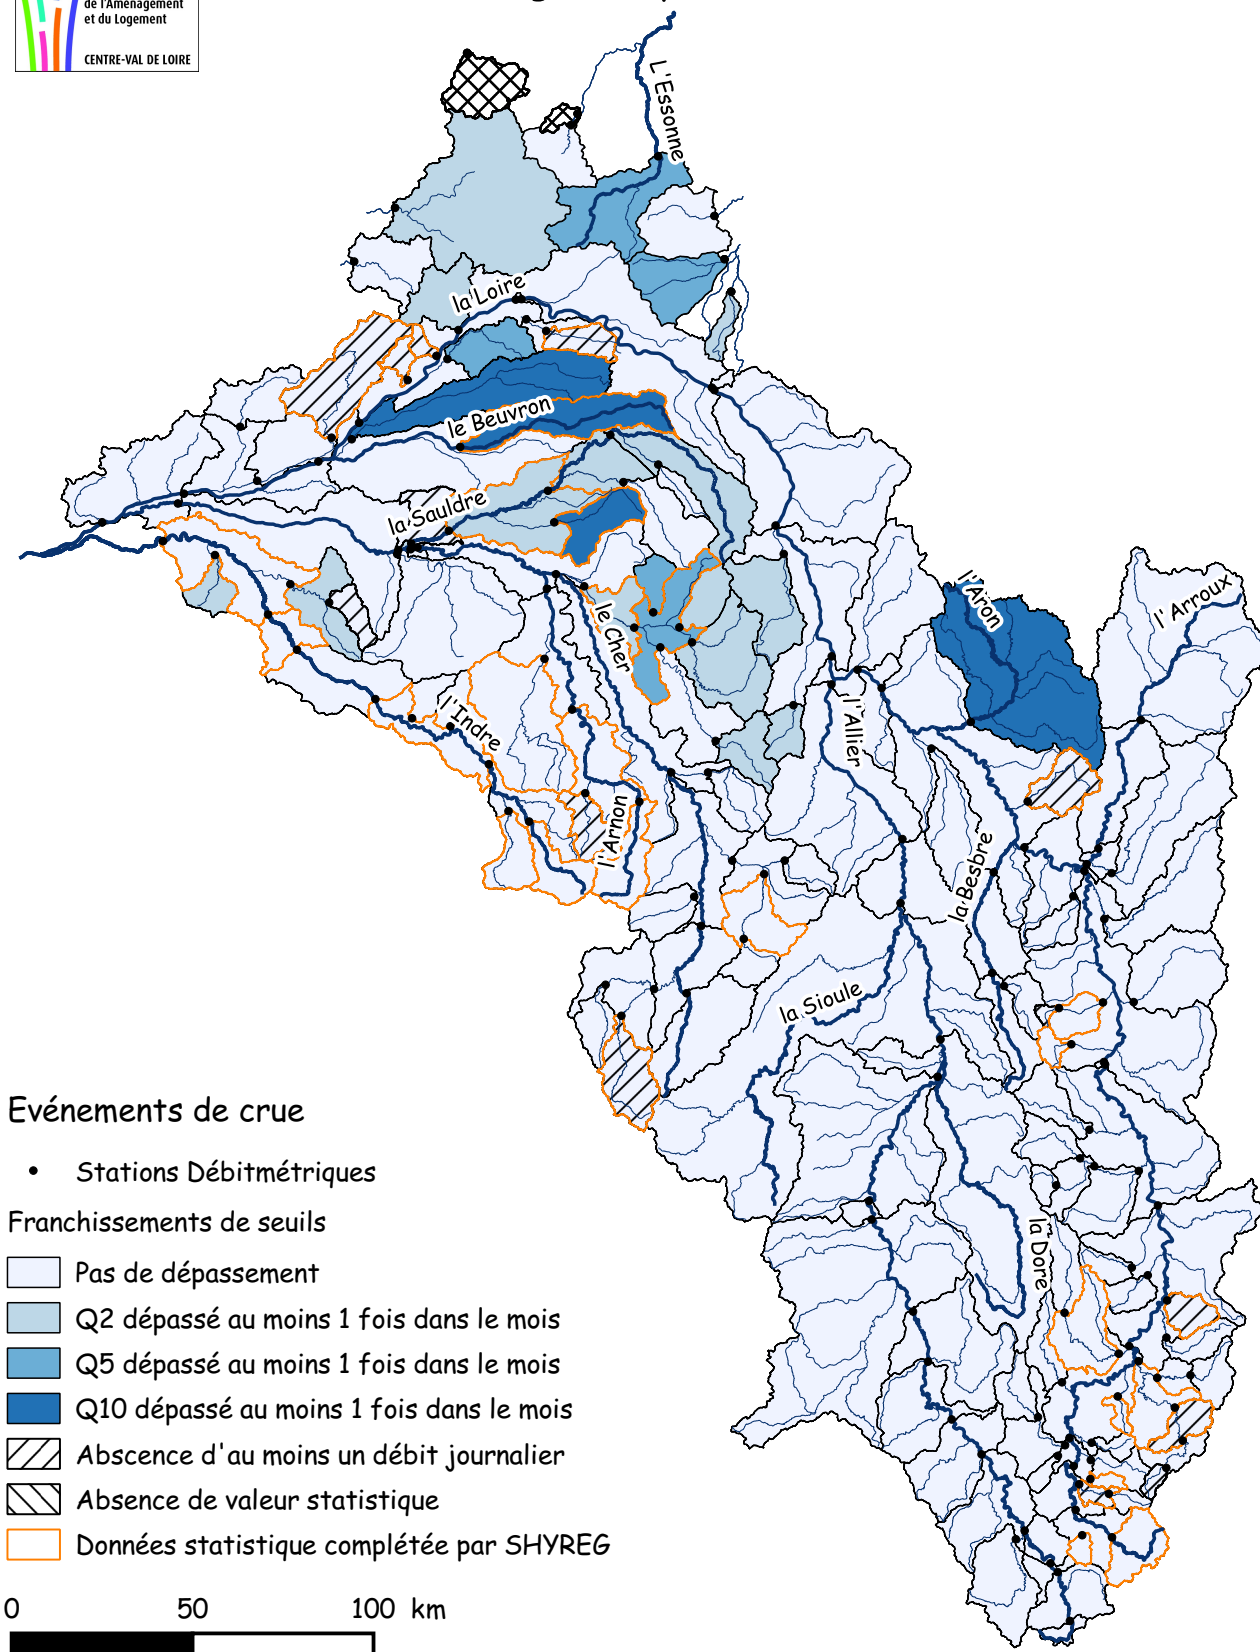 de l'Aménagement
et du Logement
CENTRE-VAL DE LOIRE
L'Essonne
la Loire
le Beuvron
la Sauldre
le Cher
l'Indre
l'Arnon
l'Allier
l'Aron
l'Arroux
la Besbre
la Sioule
la Dore
Evénements de crue
Stations Débitmétriques
Franchissements de seuils
Pas de dépassement
Q2 dépassé au moins 1 fois dans le mois
Q5 dépassé au moins 1 fois dans le mois
Q10 dépassé au moins 1 fois dans le mois
Abscence d'au moins un débit journalier
Absence de valeur statistique
Données statistique complétée par SHYREG
0 50 100 km